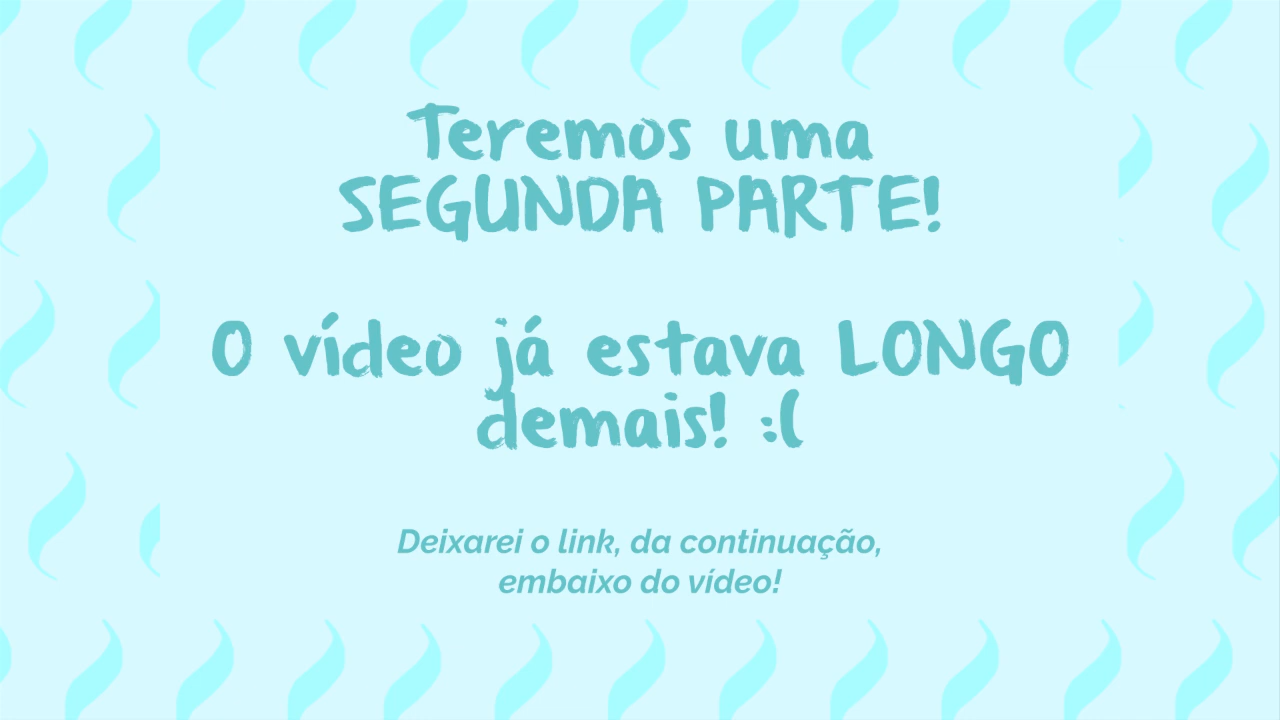 Teremos uma
SEGUNDA PARTE!
O vídeo já estava LONGO
demais! :(
Deixarei o link, da continuação,
embaixo do vídeo!